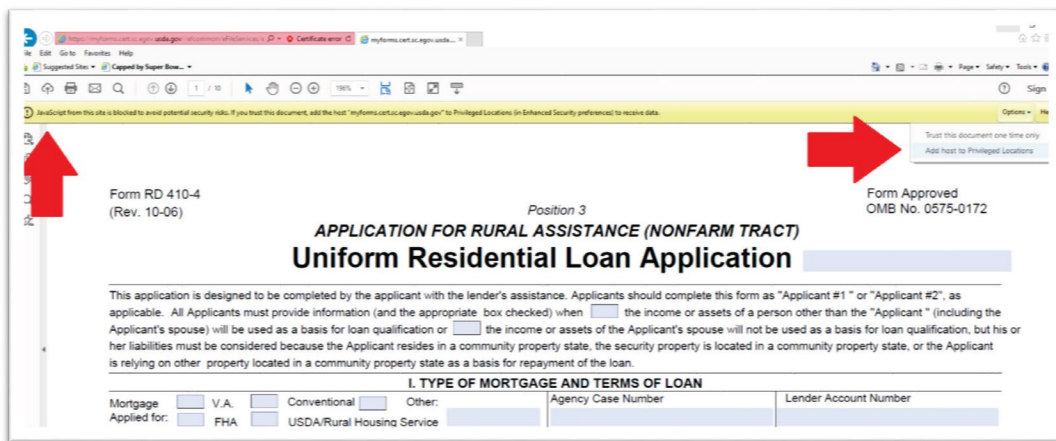 Certificate error
myforms.cert.sc.egov.usda...
Edit Go to Favorites Help
Suggested Sites Capped by Super Bow...
Page Safety Tools
1 / 10 196% Sign
JavaScript from this site is blocked to avoid potential security risks. If you trust this document, add the host "myforms.cert.sc.egov.usda.gov" to Privileged Locations (in Enhanced Security preferences) to receive data. Options
Trust this document one time only
Add host to Privileged Locations
Form RD 410-4
(Rev. 10-06)
Form Approved
OMB No. 0575-0172
Position 3
APPLICATION FOR RURAL ASSISTANCE (NONFARM TRACT)
Uniform Residential Loan Application
This application is designed to be completed by the applicant with the lender's assistance. Applicants should complete this form as "Applicant #1 " or "Applicant #2", as
applicable. All Applicants must provide information (and the appropriate box checked) when the income or assets of a person other than the "Applicant " (including the
Applicant's spouse) will be used as a basis for loan qualification or the income or assets of the Applicant's spouse will not be used as a basis for loan qualification, but his or
her liabilities must be considered because the Applicant resides in a community property state, the security property is located in a community property state, or the Applicant
is relying on other property located in a community property state as a basis for repayment of the loan.
I. TYPE OF MORTGAGE AND TERMS OF LOAN
Mortgage V.A. Conventional Other:
Applied for: FHA USDA/Rural Housing Service
Agency Case Number
Lender Account Number